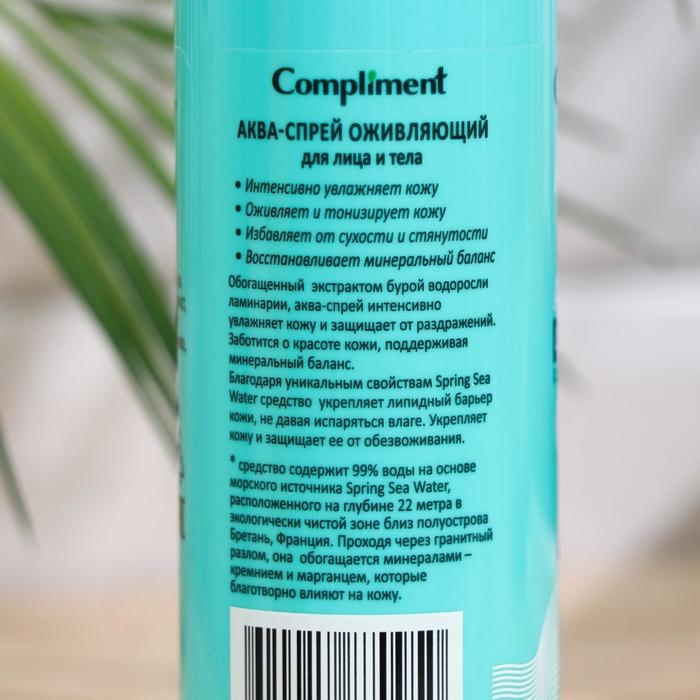 Compliment
АКВА-СПРЕЙ ОЖИВЛЯЮЩИЙ
для лица и тела
• Интенсивно увлажняет кожу
• Оживляет и тонизирует кожу
• Избавляет от сухости и стянутости
• Восстанавливает минеральный баланс
Обогащенный экстрактом бурой водоросли
ламинарии, аква-спрей интенсивно
увлажняет кожу и защищает от раздражений.
Заботится о красоте кожи, поддерживая
минеральный баланс.
Благодаря уникальным свойствам Spring Sea
Water средство укрепляет липидный барьер
кожи, не давая испаряться влаге. Укрепляет
кожу и защищает ее от обезвоживания.
* средство содержит 99% воды на основе
морского источника Spring Sea Water,
расположенного на глубине 22 метра в
экологически чистой зоне близ полуострова
Бретань, Франция. Проходя через гранитный
разлом, она обогащается минералами –
кремнием и марганцем, которые
благотворно влияют на кожу.